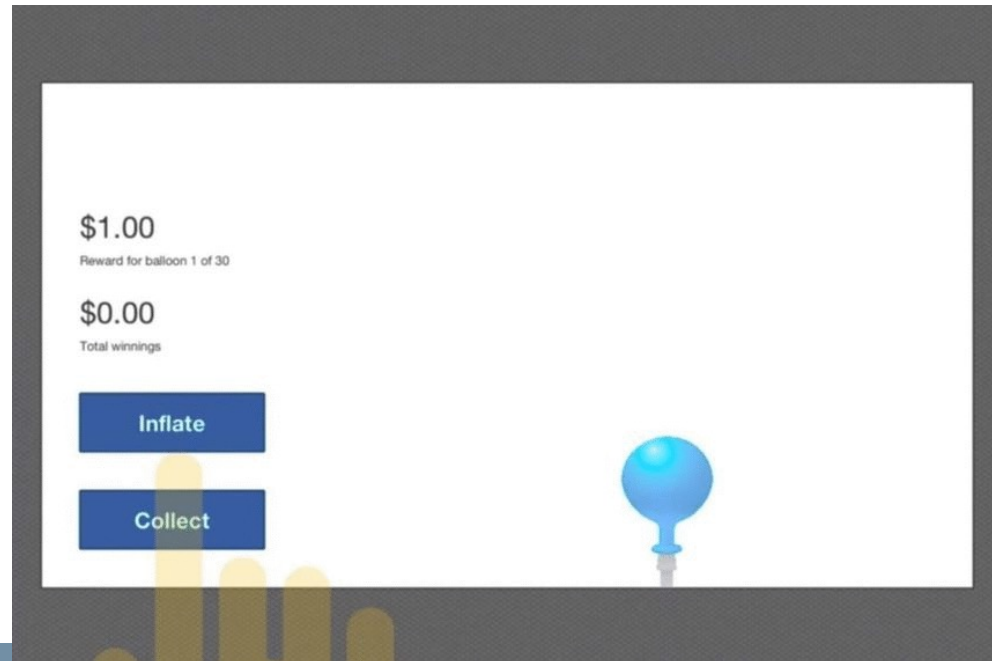 $1.00
Reward for balloon 1 of 30
$0.00
Total winnings
Inflate
Collect